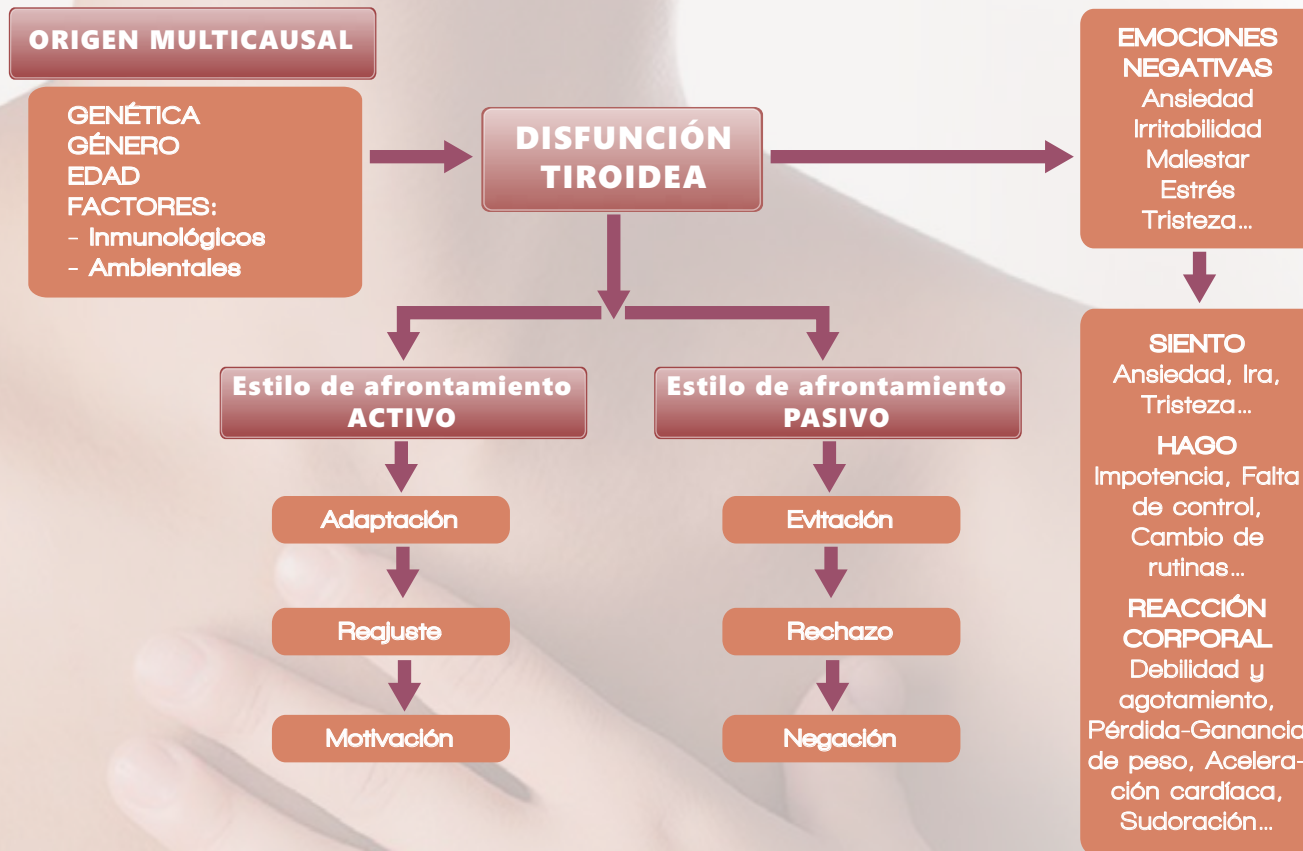 ORIGEN MULTICAUSAL
GENÉTICA
GÉNERO
EDAD
FACTORES:
- Inmunológicos
- Ambientales
DISFUNCIÓN
TIROIDEA
EMOCIONES
NEGATIVAS
Ansiedad
Irritabilidad
Malestar
Estrés
Tristeza...
Estilo de afrontamiento
ACTIVO
Adaptación
Reajuste
Motivación
Estilo de afrontamiento
PASIVO
Evitación
Rechazo
Negación
SIENTO
Ansiedad, Ira,
Tristeza...
HAGO
Impotencia, Falta
de control,
Cambio de
rutinas...
REACCIÓN
CORPORAL
Debilidad y
agotamiento,
Pérdida-Ganancia
de peso, Acelera-
ción cardíaca,
Sudoración...